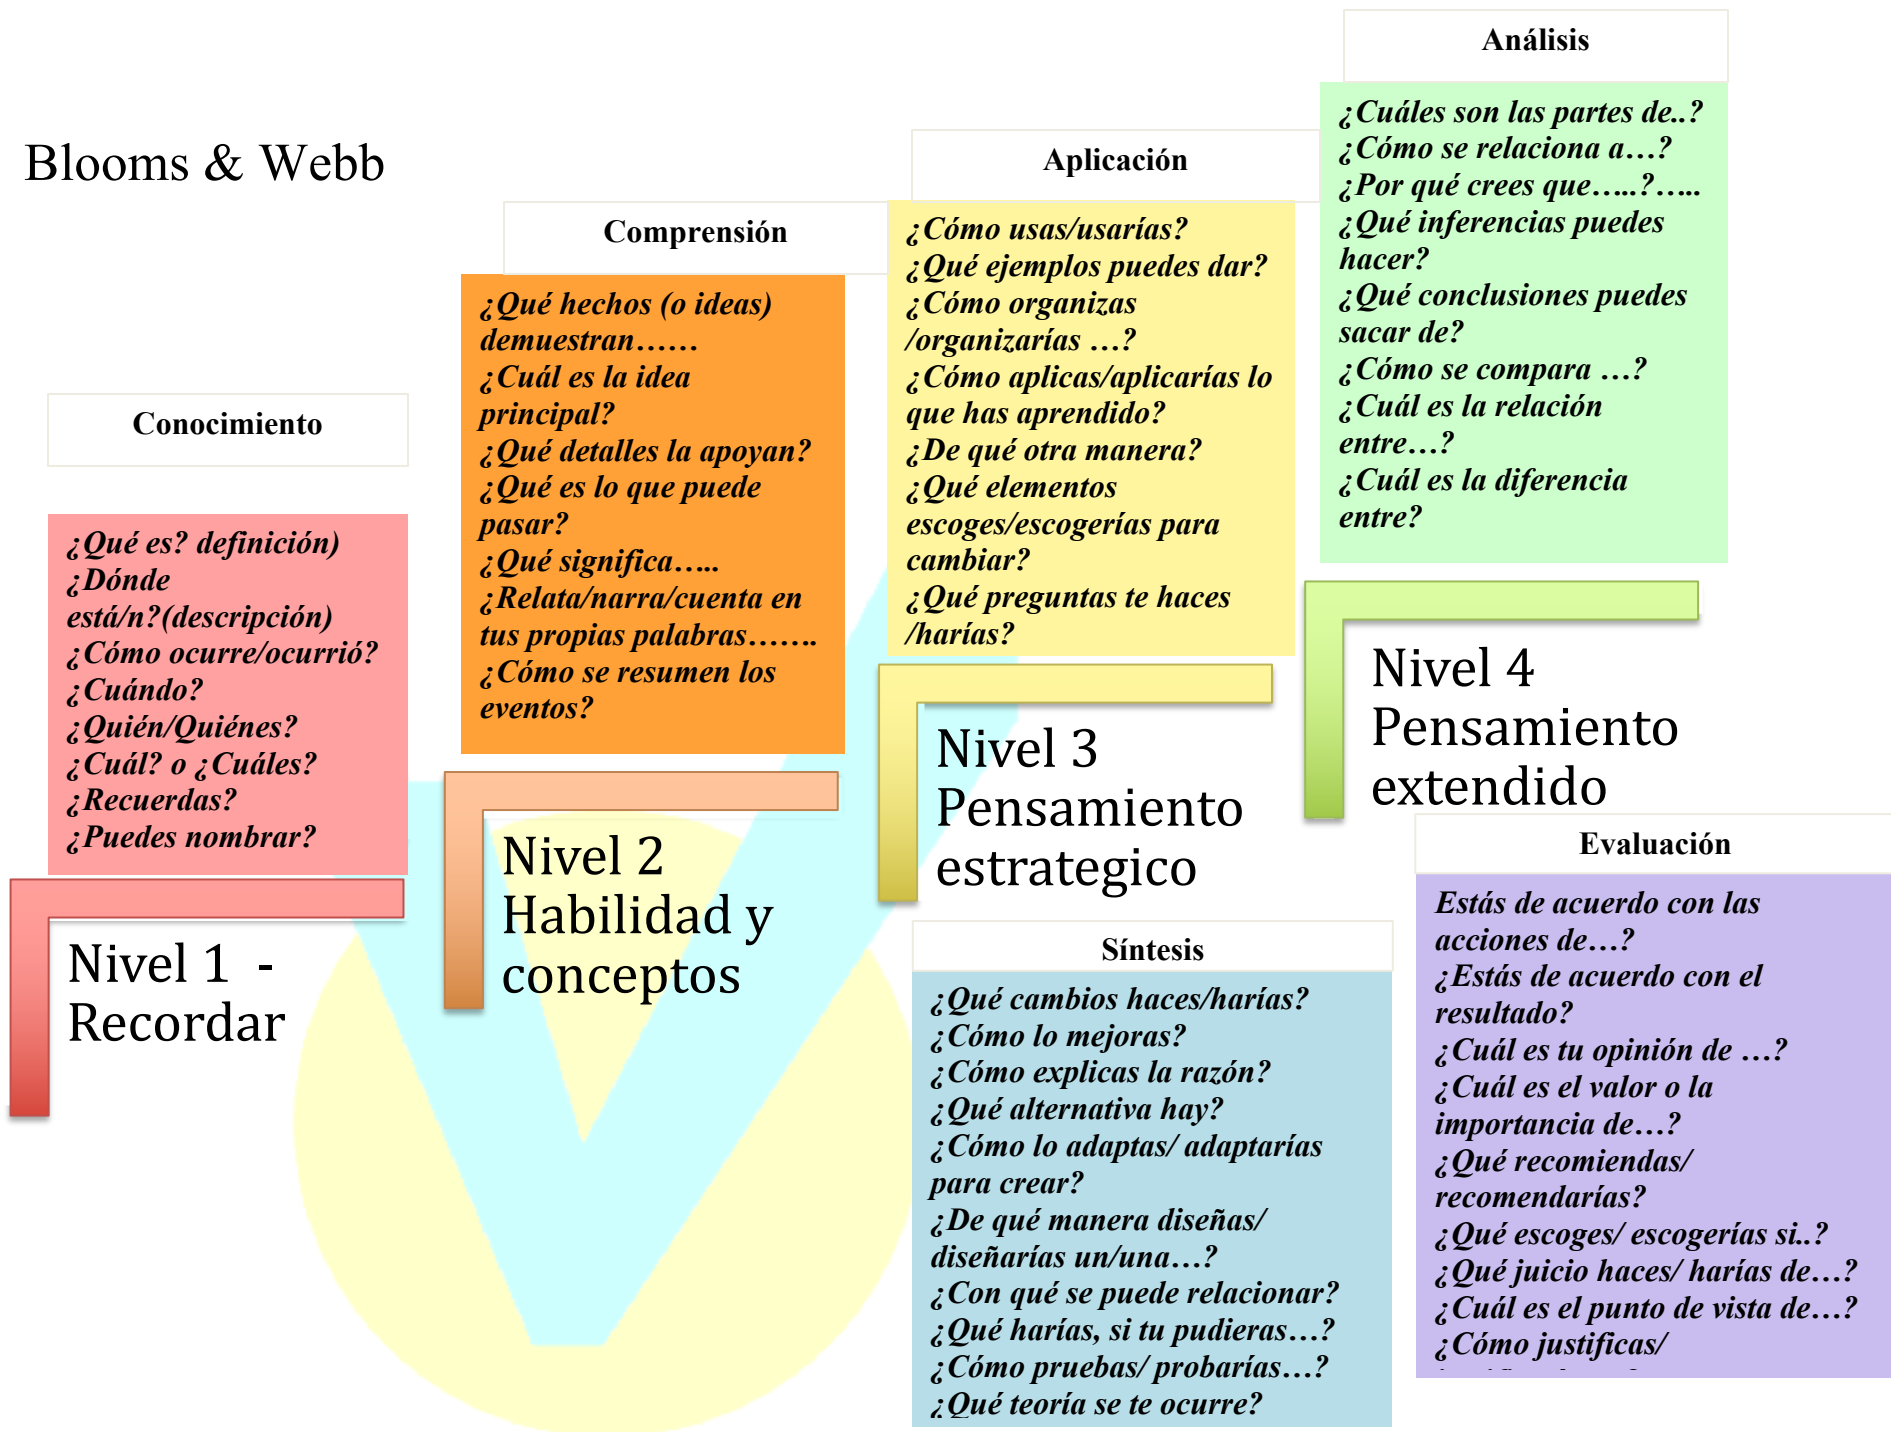 Blooms & Webb
Conocimiento
¿Qué es? definición)
¿Dónde
está/n?(descripción)
¿Cómo ocurre/ocurrió?
¿Cuándo?
¿Quién/Quiénes?
¿Cuál? o ¿Cuáles?
¿Recuerdas?
¿Puedes nombrar?
Nivel 1 -
Recordar
Comprensión
¿Qué hechos (o ideas)
demuestran……
¿Cuál es la idea
principal?
¿Qué detalles la apoyan?
¿Qué es lo que puede
pasar?
¿Qué significa…..
¿Relata/narra/cuenta en
tus propias palabras…….
¿Cómo se resumen los
eventos?
Nivel 2
Habilidad y
conceptos
Aplicación
¿Cómo usas/usarías?
¿Qué ejemplos puedes dar?
¿Cómo organizas
/organizarías …?
¿Cómo aplicas/aplicarías lo
que has aprendido?
¿De qué otra manera?
¿Qué elementos
escoges/escogerías para
cambiar?
¿Qué preguntas te haces
/harías?
Nivel 3
Pensamiento
estrategico
Síntesis
¿Qué cambios haces/harías?
¿Cómo lo mejoras?
¿Cómo explicas la razón?
¿Qué alternativa hay?
¿Cómo lo adaptas/ adaptarías
para crear?
¿De qué manera diseñas/
diseñarías un/una…?
¿Con qué se puede relacionar?
¿Qué harías, si tu pudieras…?
¿Cómo pruebas/ probarías…?
¿Qué teoría se te ocurre?
Análisis
¿Cuáles son las partes de..?
¿Cómo se relaciona a…?
¿Por qué crees que…..?…..
¿Qué inferencias puedes
hacer?
¿Qué conclusiones puedes
sacar de?
¿Cómo se compara …?
¿Cuál es la relación
entre…?
¿Cuál es la diferencia
entre?
Nivel 4
Pensamiento
extendido
Evaluación
Estás de acuerdo con las
acciones de…?
¿Estás de acuerdo con el
resultado?
¿Cuál es tu opinión de …?
¿Cuál es el valor o la
importancia de…?
¿Qué recomiendas/
recomendarías?
¿Qué escoges/ escogerías si..?
¿Qué juicio haces/ harías de…?
¿Cuál es el punto de vista de…?
¿Cómo justificas/